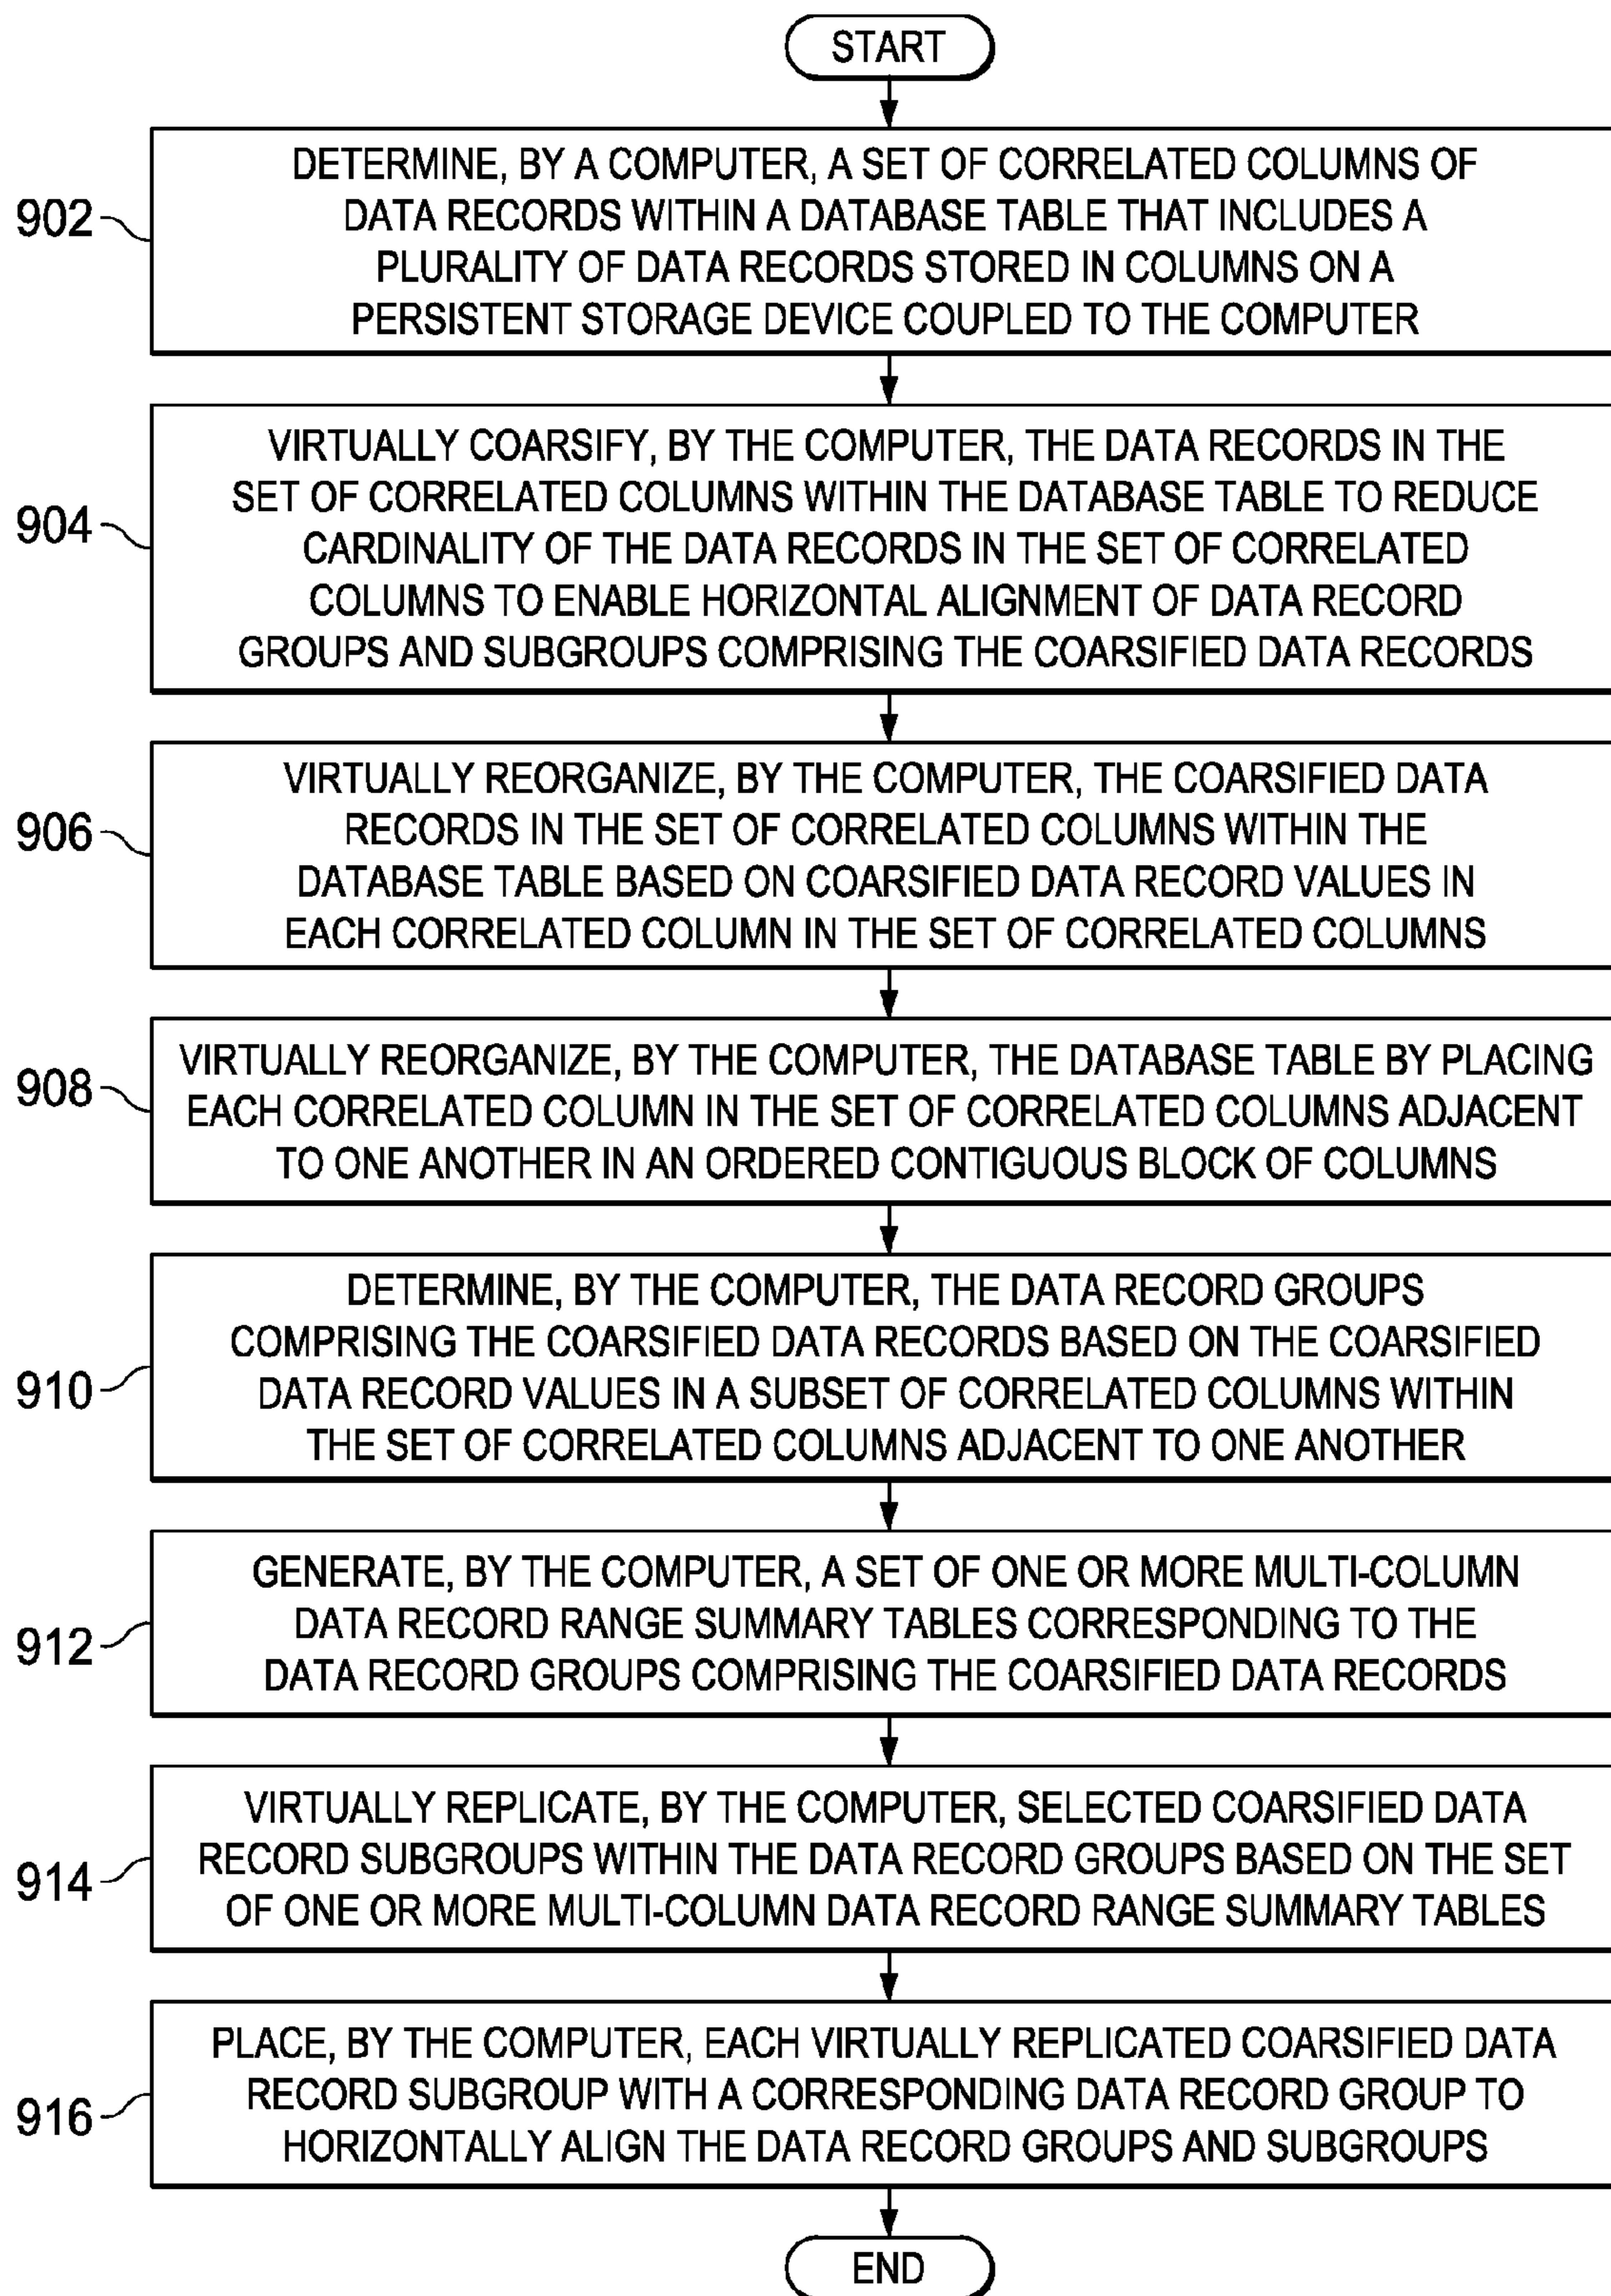 START
902
DETERMINE, BY A COMPUTER, A SET OF CORRELATED COLUMNS OF
DATA RECORDS WITHIN A DATABASE TABLE THAT INCLUDES A
PLURALITY OF DATA RECORDS STORED IN COLUMNS ON A
PERSISTENT STORAGE DEVICE COUPLED TO THE COMPUTER
904
VIRTUALLY COARSIFY, BY THE COMPUTER, THE DATA RECORDS IN THE
SET OF CORRELATED COLUMNS WITHIN THE DATABASE TABLE TO REDUCE
CARDINALITY OF THE DATA RECORDS IN THE SET OF CORRELATED
COLUMNS TO ENABLE HORIZONTAL ALIGNMENT OF DATA RECORD
GROUPS AND SUBGROUPS COMPRISING THE COARSIFIED DATA RECORDS
906
VIRTUALLY REORGANIZE, BY THE COMPUTER, THE COARSIFIED DATA
RECORDS IN THE SET OF CORRELATED COLUMNS WITHIN THE
DATABASE TABLE BASED ON COARSIFIED DATA RECORD VALUES IN
EACH CORRELATED COLUMN IN THE SET OF CORRELATED COLUMNS
908
VIRTUALLY REORGANIZE, BY THE COMPUTER, THE DATABASE TABLE BY PLACING
EACH CORRELATED COLUMN IN THE SET OF CORRELATED COLUMNS ADJACENT
TO ONE ANOTHER IN AN ORDERED CONTIGUOUS BLOCK OF COLUMNS
910
DETERMINE, BY THE COMPUTER, THE DATA RECORD GROUPS
COMPRISING THE COARSIFIED DATA RECORDS BASED ON THE COARSIFIED
DATA RECORD VALUES IN A SUBSET OF CORRELATED COLUMNS WITHIN
THE SET OF CORRELATED COLUMNS ADJACENT TO ONE ANOTHER
912
GENERATE, BY THE COMPUTER, A SET OF ONE OR MORE MULTI-COLUMN
DATA RECORD RANGE SUMMARY TABLES CORRESPONDING TO THE
DATA RECORD GROUPS COMPRISING THE COARSIFIED DATA RECORDS
914
VIRTUALLY REPLICATE, BY THE COMPUTER, SELECTED COARSIFIED DATA
RECORD SUBGROUPS WITHIN THE DATA RECORD GROUPS BASED ON THE SET
OF ONE OR MORE MULTI-COLUMN DATA RECORD RANGE SUMMARY TABLES
916
PLACE, BY THE COMPUTER, EACH VIRTUALLY REPLICATED COARSIFIED DATA
RECORD SUBGROUP WITH A CORRESPONDING DATA RECORD GROUP TO
HORIZONTALLY ALIGN THE DATA RECORD GROUPS AND SUBGROUPS
END